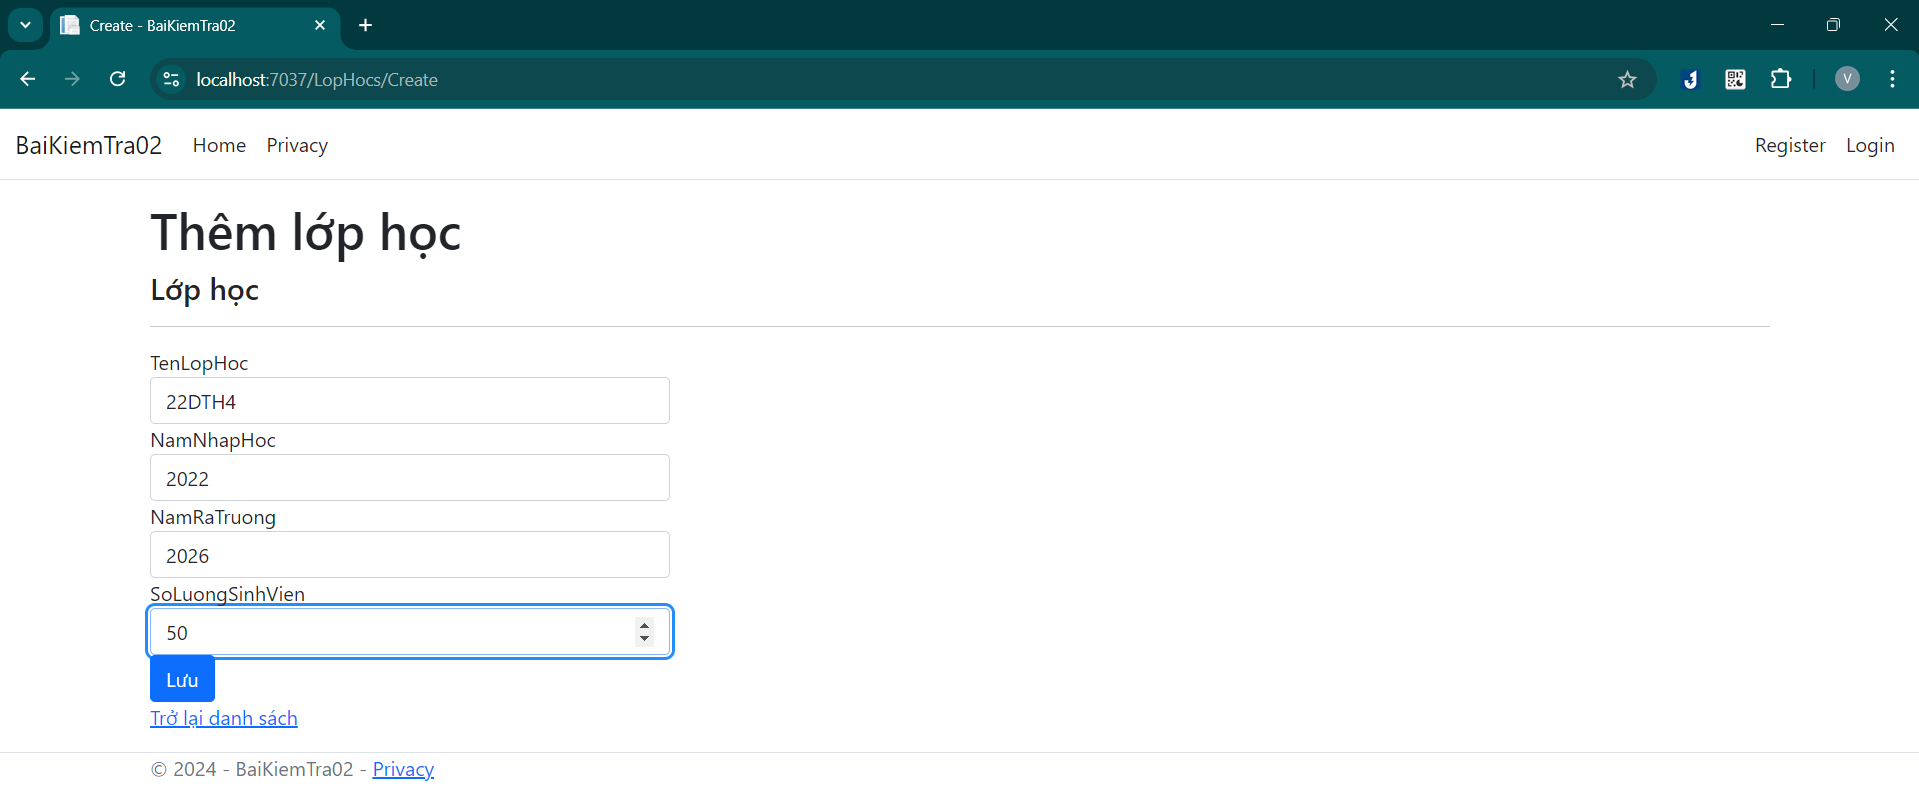 Create - BaiKiemTra02
localhost:7037/LopHocs/Create
V
BaiKiemTra02 Home Privacy Register Login
Thêm lớp học
Lớp học
TenLopHoc
22DTH4
NamNhapHoc
2022
NamRaTruong
2026
SoLuongSinhVien
50
Lưu
Trở lại danh sách
© 2024 - BaiKiemTra02 - Privacy